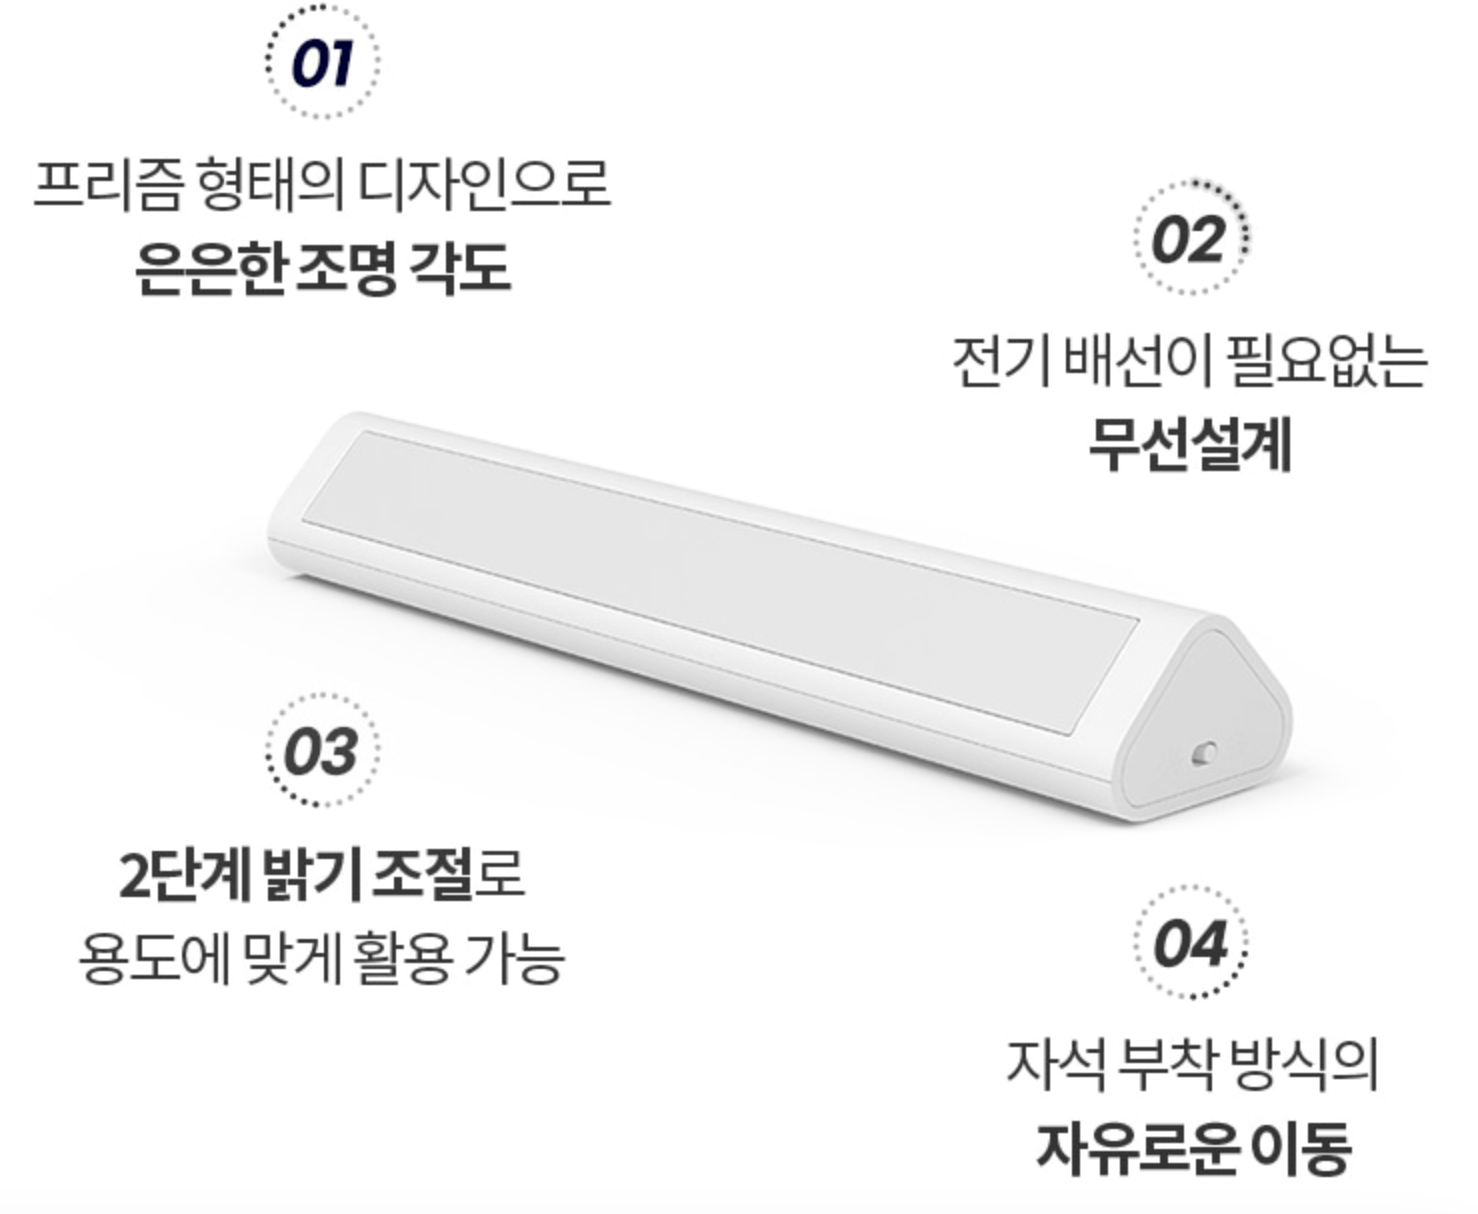 01
프리즘 형태의 디자인으로
은은한 조명 각도
02
전기 배선이 필요없는
무선설계
03
2단계 밝기 조절로
용도에 맞게 활용 가능
04
자석 부착 방식의
자유로운 이동